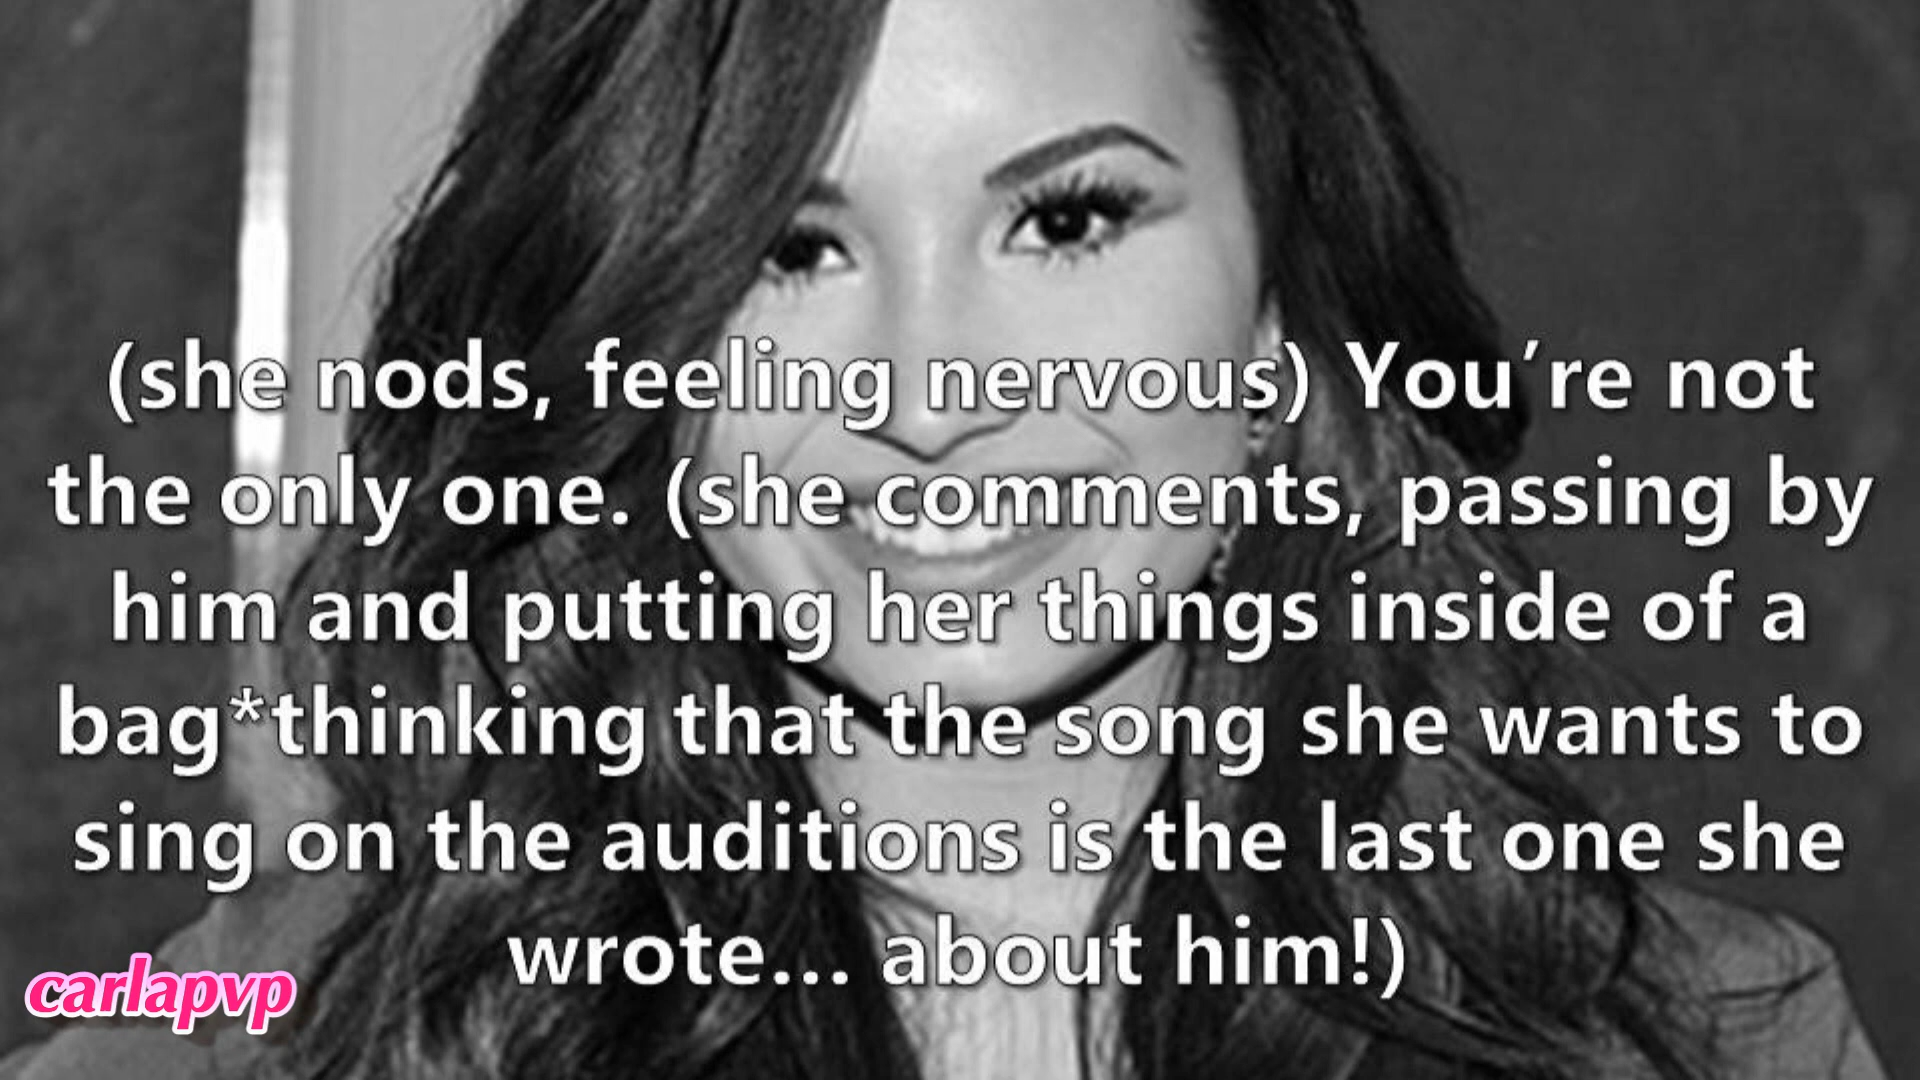 (she nods, feeling nervous) You′re not
the only one. (she comments, passing by
him and putting her things inside of a
bag*thinking that the song she wants to
sing on the auditions is the last one she
wrote… about him!)
carlapvp